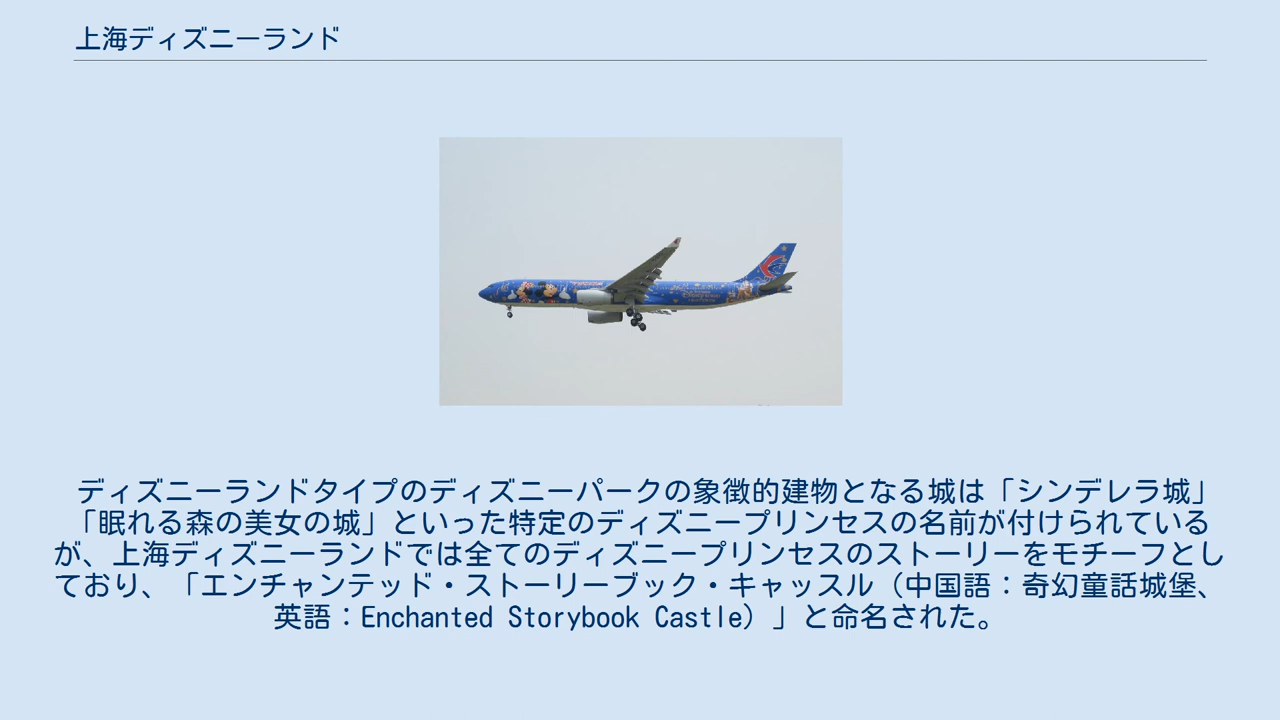 上海ディズニーランド
ディズニーランドタイプのディズニーパークの象徴的建物となる城は「シンデレラ城」
「眠れる森の美女の城」といった特定のディズニープリンセスの名前が付けられている
が、上海ディズニーランドでは全てのディズニープリンセスのストーリーをモチーフとし
ており、「エンチャンテッド・ストーリーブック・キャッスル（中国語：奇幻童話城堡、
英語：Enchanted Storybook Castle）」と命名された。